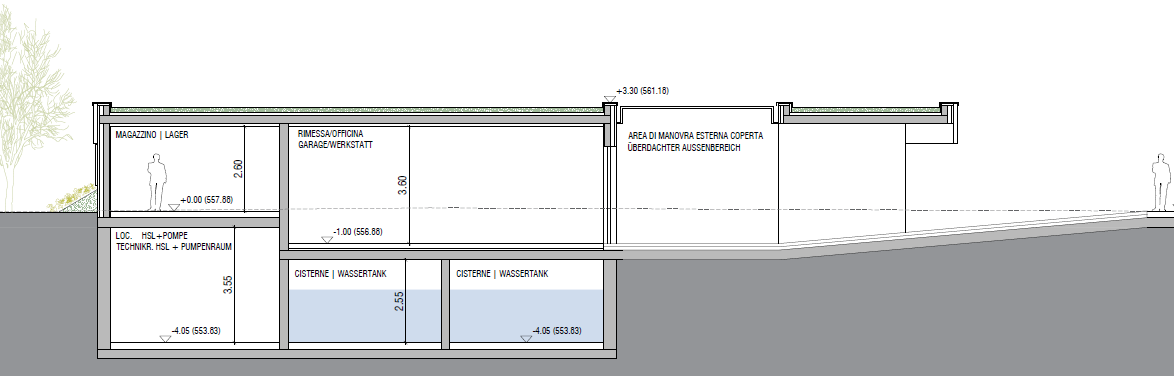 +3.30 (561.18)
MAGAZZINO | LAGER
RIMESSA/OFFICINA
GARAGE/WERKSTATT
AREA DI MANOVRA ESTERNA COPERTA
ÜBERDACHTER AUSSENBEREICH
2.60
3.60
+0.00 (557.88)
-1.00 (556.88)
LOC. HSL+POMPE
TECHNIKR. HSL + PUMPENRAUM
CISTERNE | WASSERTANK
CISTERNE | WASSERTANK
3.55
2.55
-4.05 (553.83)
-4.05 (553.83)